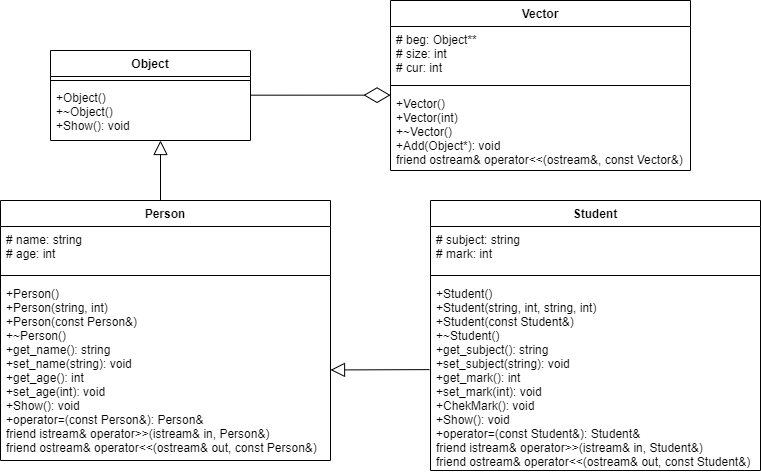 Vector
# beg: Object**
# size: int
# cur: int
+Vector()
+Vector(int)
+~Vector()
+Add(Object*): void
friend ostream& operator<<(ostream&, const Vector&)
Object
+Object()
+~Object()
+Show(): void
Person
# name: string
# age: int
+Person()
+Person(string, int)
+Person(const Person&)
+~Person()
+get_name(): string
+set_name(string): void
+get_age(): int
+set_age(int): void
+Show(): void
+operator=(const Person&): Person&
friend istream& operator>>(istream& in, Person&)
friend ostream& operator<<(ostream& out, const Person&)
Student
# subject: string
# mark: int
+Student()
+Student(string, int, string, int)
+Student(const Student&)
+~Student()
+get_subject(): string
+set_subject(string): void
+get_mark(): int
+set_mark(int): void
+ChekMark(): void
+Show(): void
+operator=(const Student&): Student&
friend istream& operator>>(istream& in, Student&)
friend ostream& operator<<(ostream& out, const Student&)